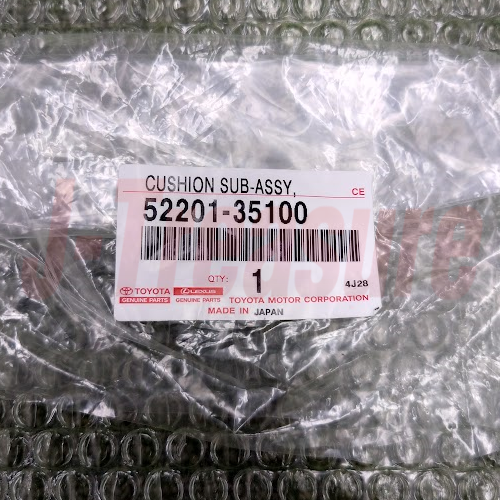 CUSHION SUB-ASSY,
CE
52201-35100
QTY: 1
4J28
TOYOTA LEXUS
GENUINE PARTS GENUINE PARTS
TOYOTA MOTOR CORPORATION
MADE IN JAPAN
J-Treasure